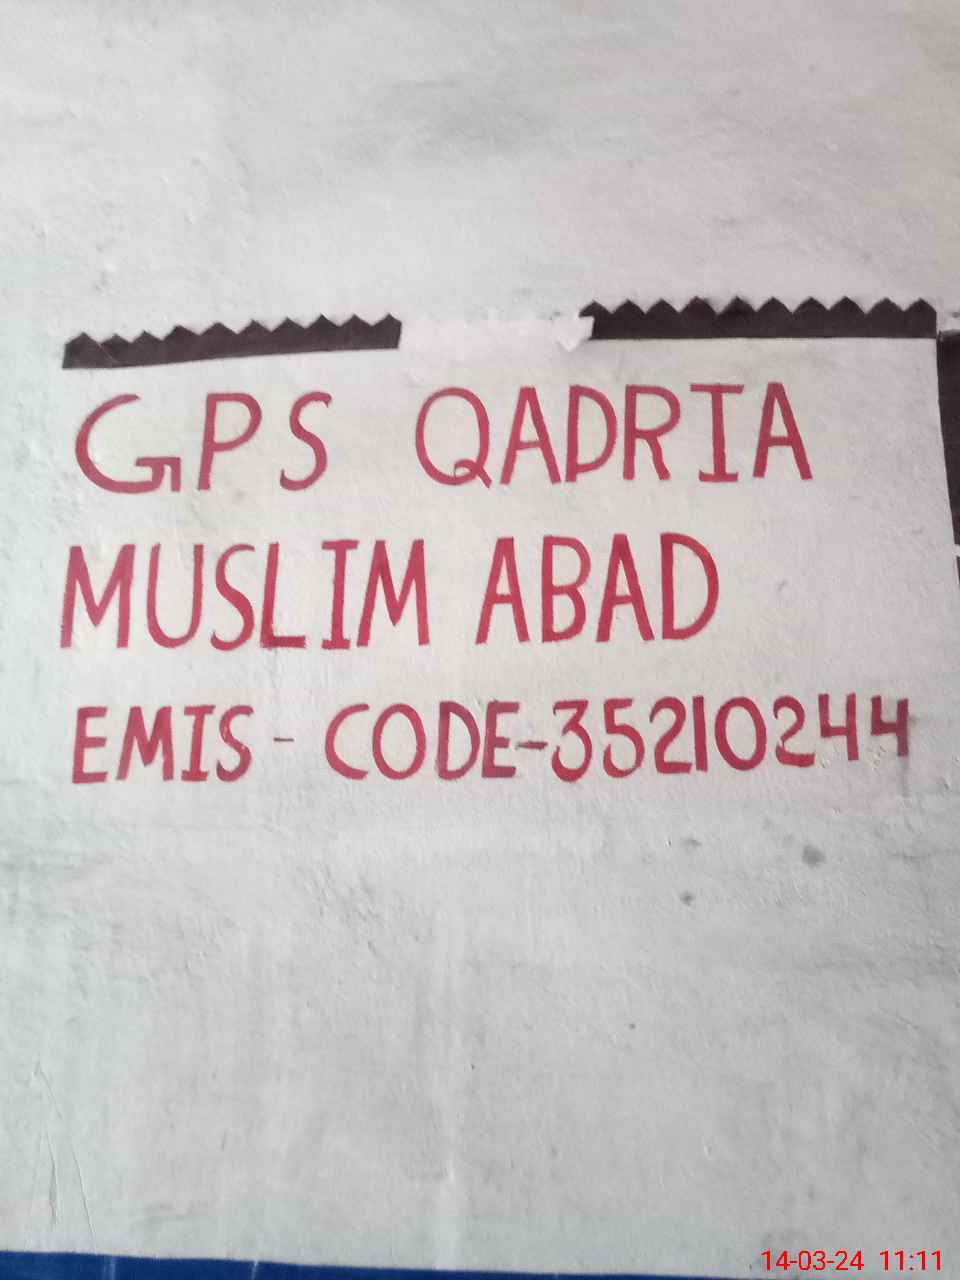 GPS QADRIA
MUSLIM ABAD
EMIS - CODE-35210244
14-03-24 11:11